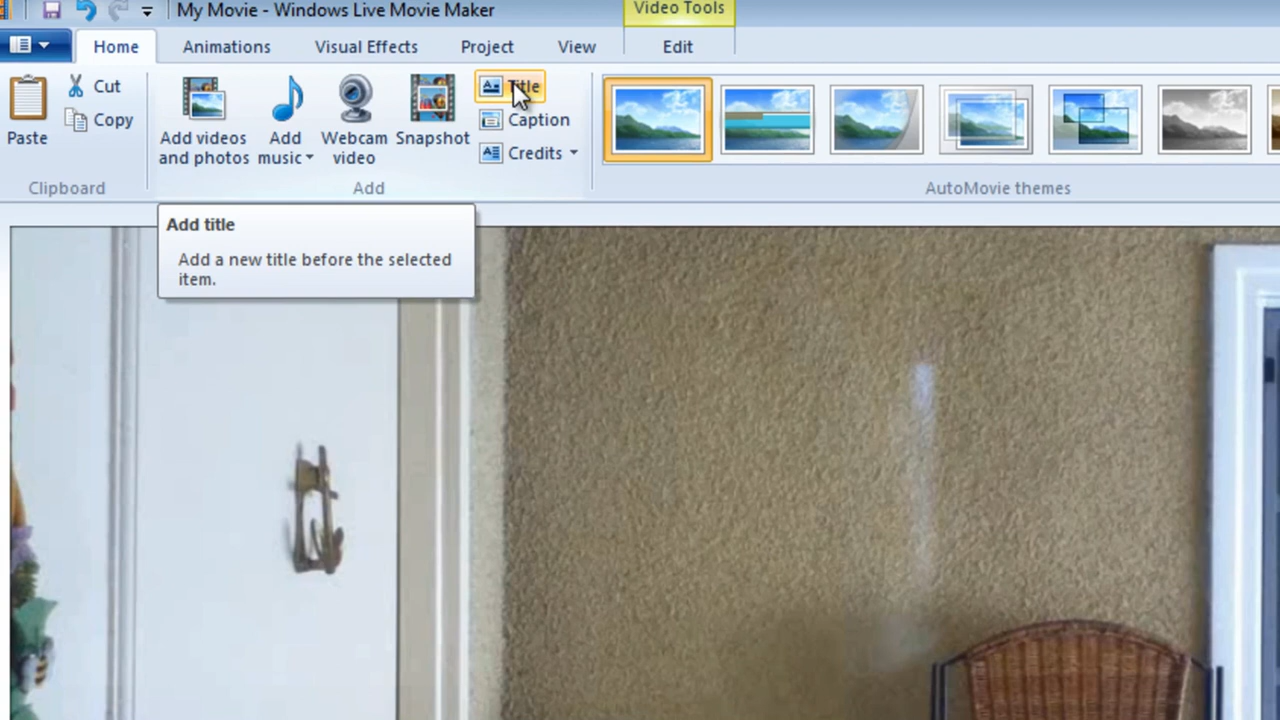 My Movie - Windows Live Movie Maker
Video Tools
Home
Animations
Visual Effects
Project
View
Edit
Paste
Cut
Copy
Clipboard
Add videos
and photos
Add
music
Webcam
video
Snapshot
Title
Caption
Credits
Add
AutoMovie themes
Add title
Add a new title before the selected
item.